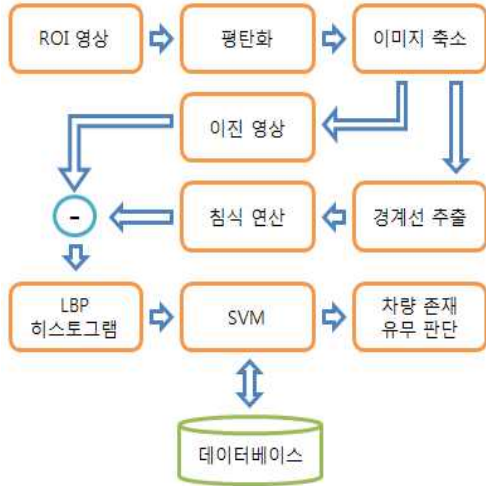 ROI 영상
평탄화
이미지 축소
이진 영상
-
침식 연산
경계선 추출
LBP
히스토그램
SVM
차량 존재
유무 판단
데이터베이스